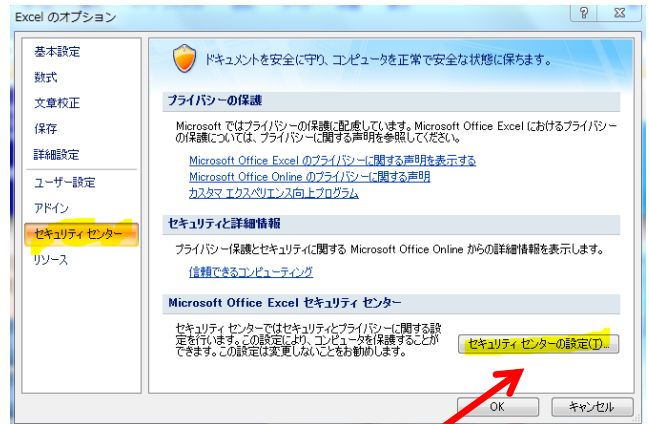 Excel のオプション
基本設定
数式
文章校正
保存
詳細設定
ユーザー設定
アドイン
セキュリティ センター
リソース
ドキュメントを安全に守り、コンピュータを正常で安全な状態に保ちます。
プライバシーの保護
Microsoft ではプライバシーの保護に配慮しています。Microsoft Office Excel におけるプライバシー
の保護については、プライバシーに関する声明を参照してください。
Microsoft Office Excel のプライバシーに関する声明を表示する
Microsoft Office Online のプライバシーに関する声明
カスタマ エクスペリエンス向上プログラム
セキュリティと詳細情報
プライバシー保護とセキュリティに関する Microsoft Office Online からの詳細情報を表示します。
信頼できるコンピューティング
Microsoft Office Excel セキュリティ センター
セキュリティ センターではセキュリティとプライバシーに関する設
定を行います。この設定により、コンピュータを保護することが
できます。この設定は変更しないことをお勧めします。
セキュリティ センターの設定(T)...
OK
キャンセル